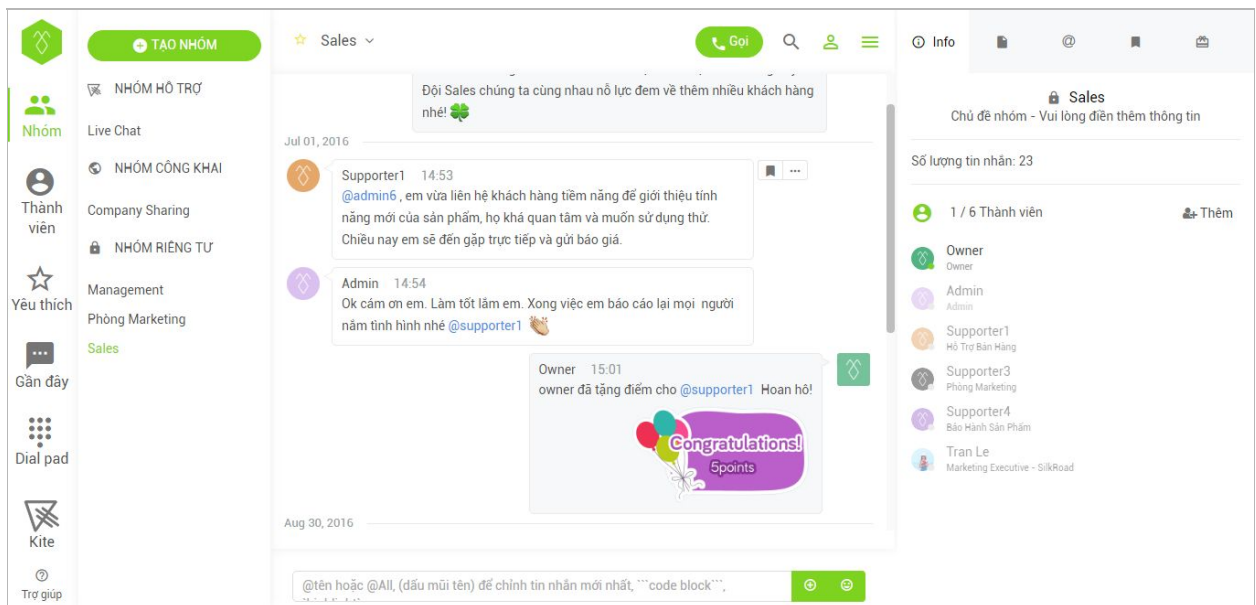 Nhóm
Thành
viên
Yêu thích
Gần đây
Dial pad
Kite
Trợ giúp
TẠO NHÓM
NHÓM HỖ TRỢ
Live Chat
NHÓM CÔNG KHAI
Company Sharing
NHÓM RIÊNG TƯ
Management
Phòng Marketing
Sales
Sales
Gọi
Đội Sales chúng ta cùng nhau nỗ lực đem về thêm nhiều khách hàng
nhé!
Jul 01, 2016
Supporter1 14:53
@admin6 , em vừa liên hệ khách hàng tiềm năng để giới thiệu tính
năng mới của sản phẩm, họ khá quan tâm và muốn sử dụng thử.
Chiều nay em sẽ đến gặp trực tiếp và gửi báo giá.
Admin 14:54
Ok cám ơn em. Làm tốt lắm em. Xong việc em báo cáo lại mọi người
nắm tình hình nhé @supporter1
Owner 15:01
owner đã tặng điểm cho @supporter1 Hoan hô!
Congratulations!
5points
Aug 30, 2016
@tên hoặc @All, (dấu mũi tên) để chỉnh tin nhắn mới nhất, ```code block```,
Info
@
Sales
Chủ đề nhóm - Vui lòng điền thêm thông tin
Số lượng tin nhắn: 23
1 / 6 Thành viên
Thêm
Owner
Owner
Admin
Admin
Supporter1
Hỗ Trợ Bán Hàng
Supporter3
Phòng Marketing
Supporter4
Bảo Hành Sản Phẩm
Tran Le
Marketing Executive - SilkRoad